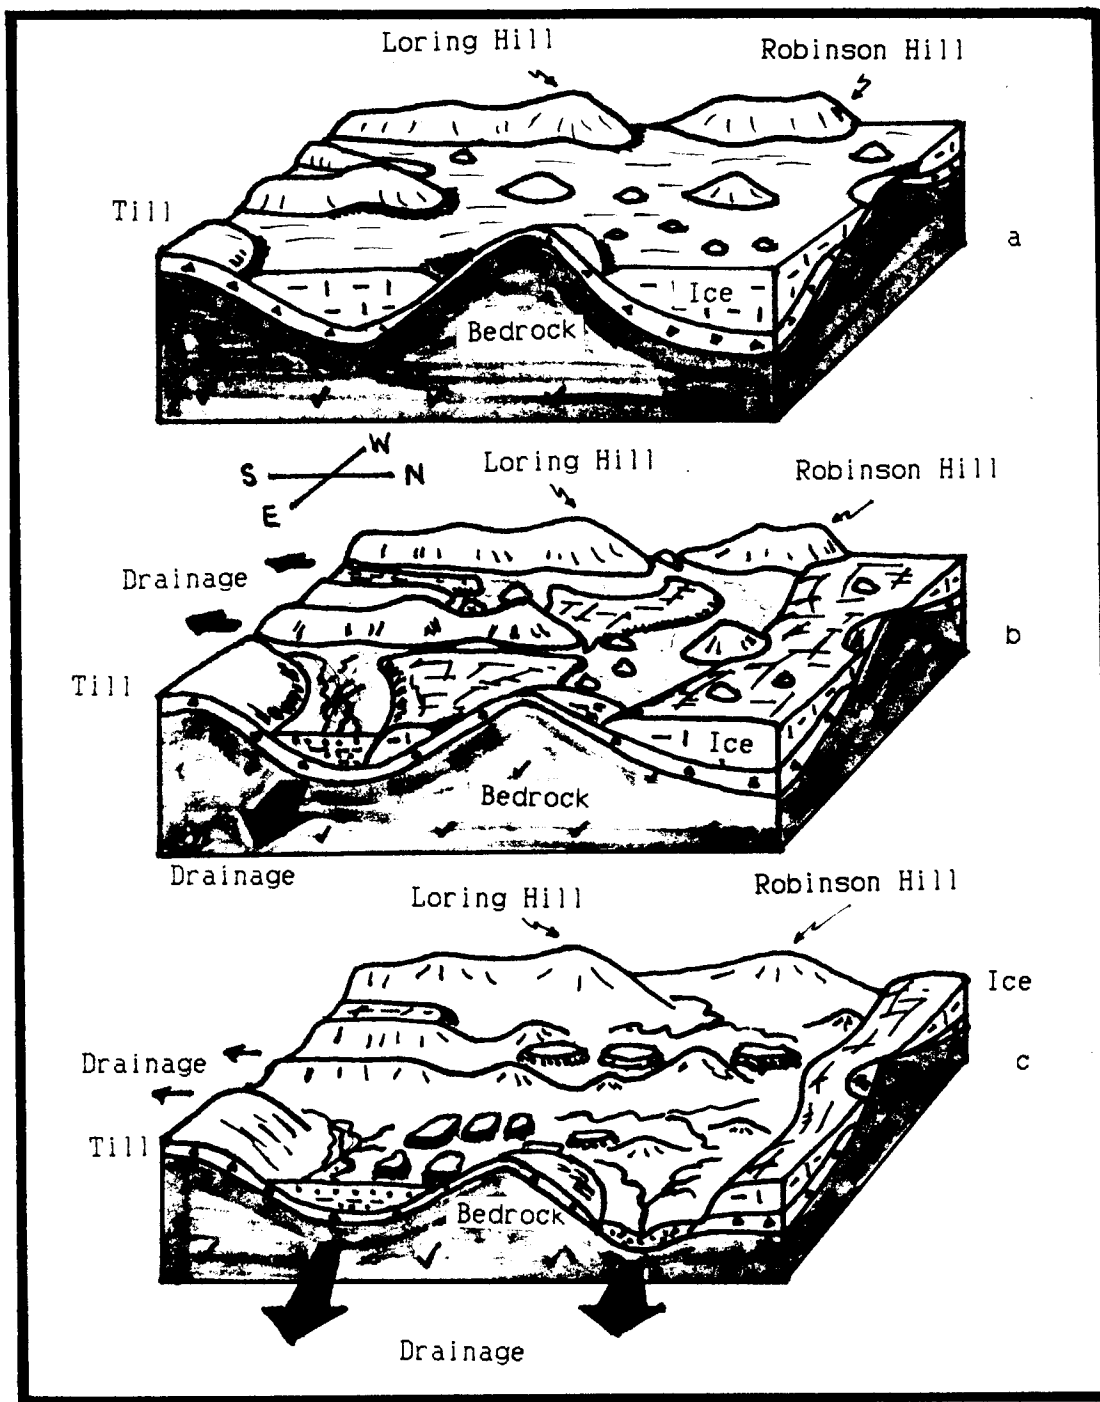 Loring Hill
Robinson Hill
Till
a
Ice
Bedrock
W
S N
E
Loring Hill
Robinson Hill
Drainage
b
Till
Ice
Bedrock
Drainage
Loring Hill
Robinson Hill
Ice
Drainage
c
Till
Bedrock
Drainage